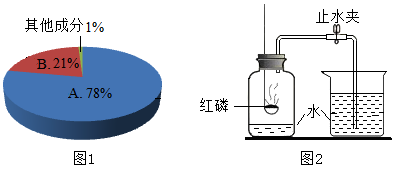 其他成分1%
B. 21%
A. 78%
图1
止水夹
红磷
水
图2